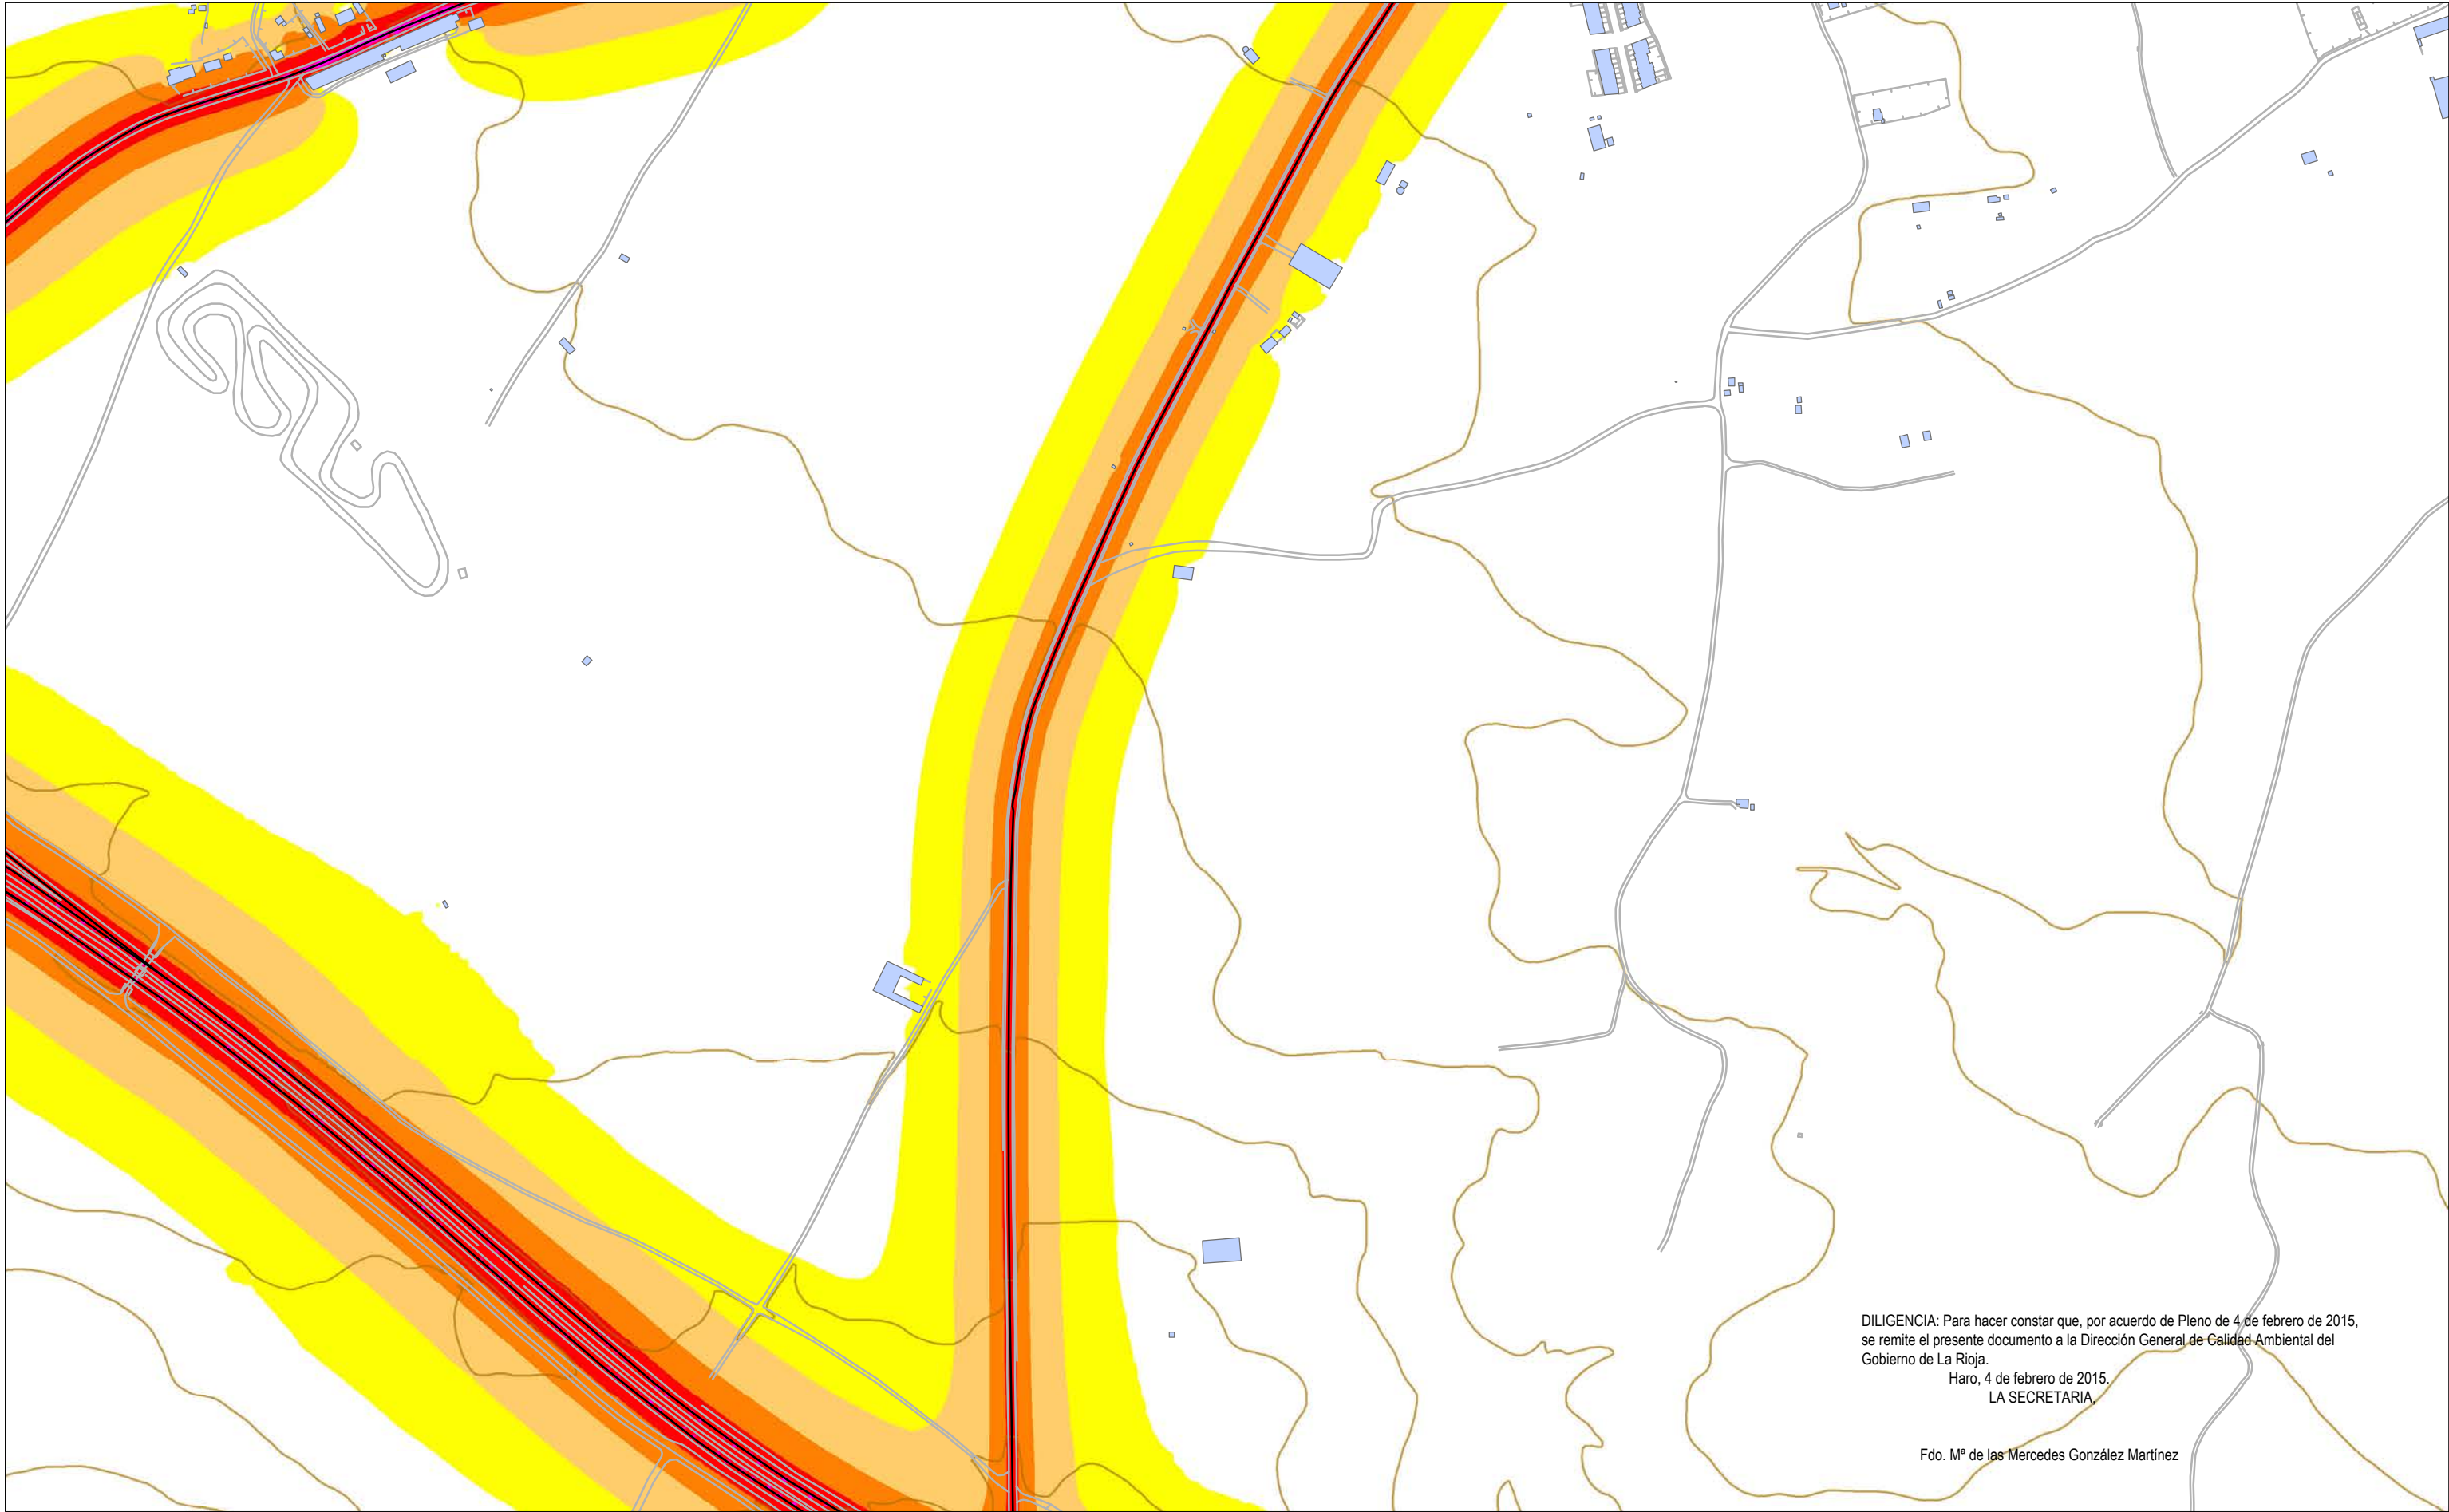 DILIGENCIA: Para hacer constar que, por acuerdo de Pleno de 4 de febrero de 2015,
se remite el presente documento a la Dirección General de Calidad Ambiental del
Gobierno de La Rioja.
Haro, 4 de febrero de 2015.
LA SECRETARIA,
Fdo. Mª de las Mercedes González Martínez